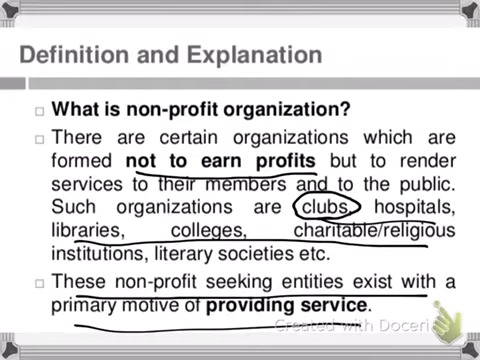 Definition and Explanation
What is non-profit organization?
There are certain organizations which are
formed not to earn profits but to render
services to their members and to the public.
Such organizations are clubs, hospitals,
libraries, colleges, charitable/religious
institutions, literary societies etc.
These non-profit seeking entities exist with a
primary motive of providing service.
Created with Doceri